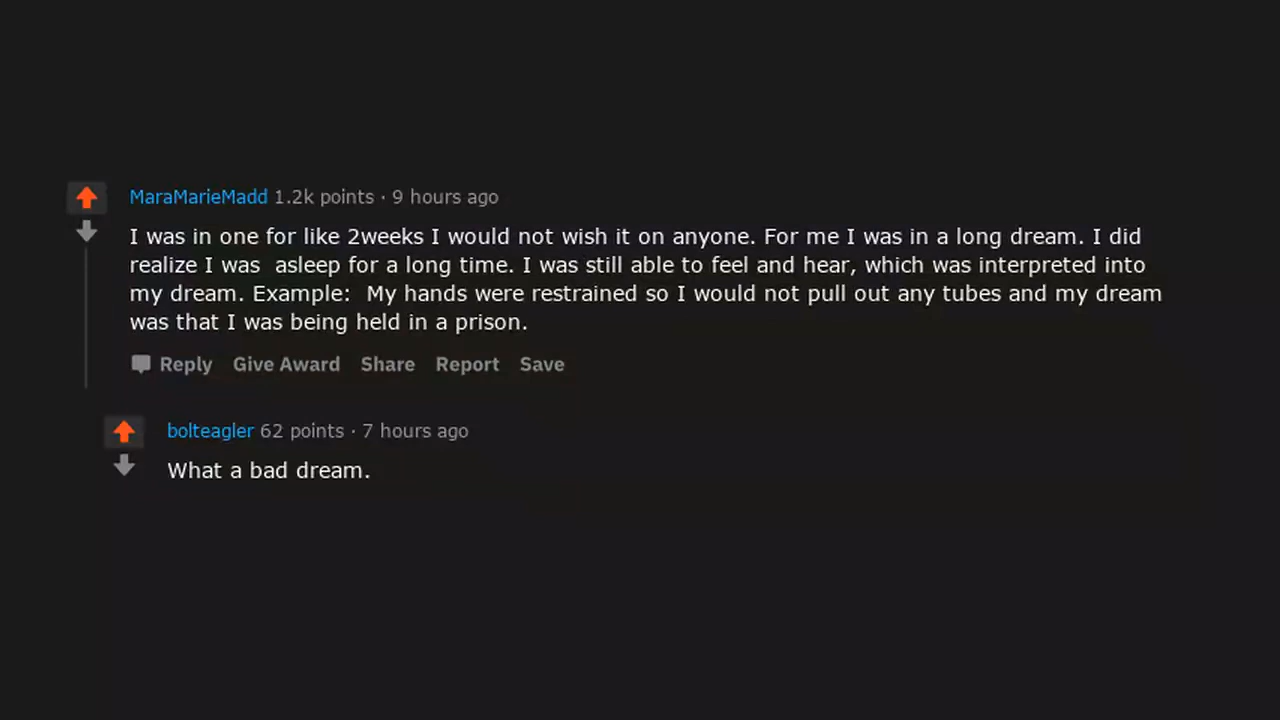 MaraMarieMadd 1.2k points · 9 hours ago
I was in one for like 2weeks I would not wish it on anyone. For me I was in a long dream. I did
realize I was  asleep for a long time. I was still able to feel and hear, which was interpreted into
my dream. Example:  My hands were restrained so I would not pull out any tubes and my dream
was that I was being held in a prison.
Reply Give Award Share Report Save
bolteagler 62 points · 7 hours ago
What a bad dream.